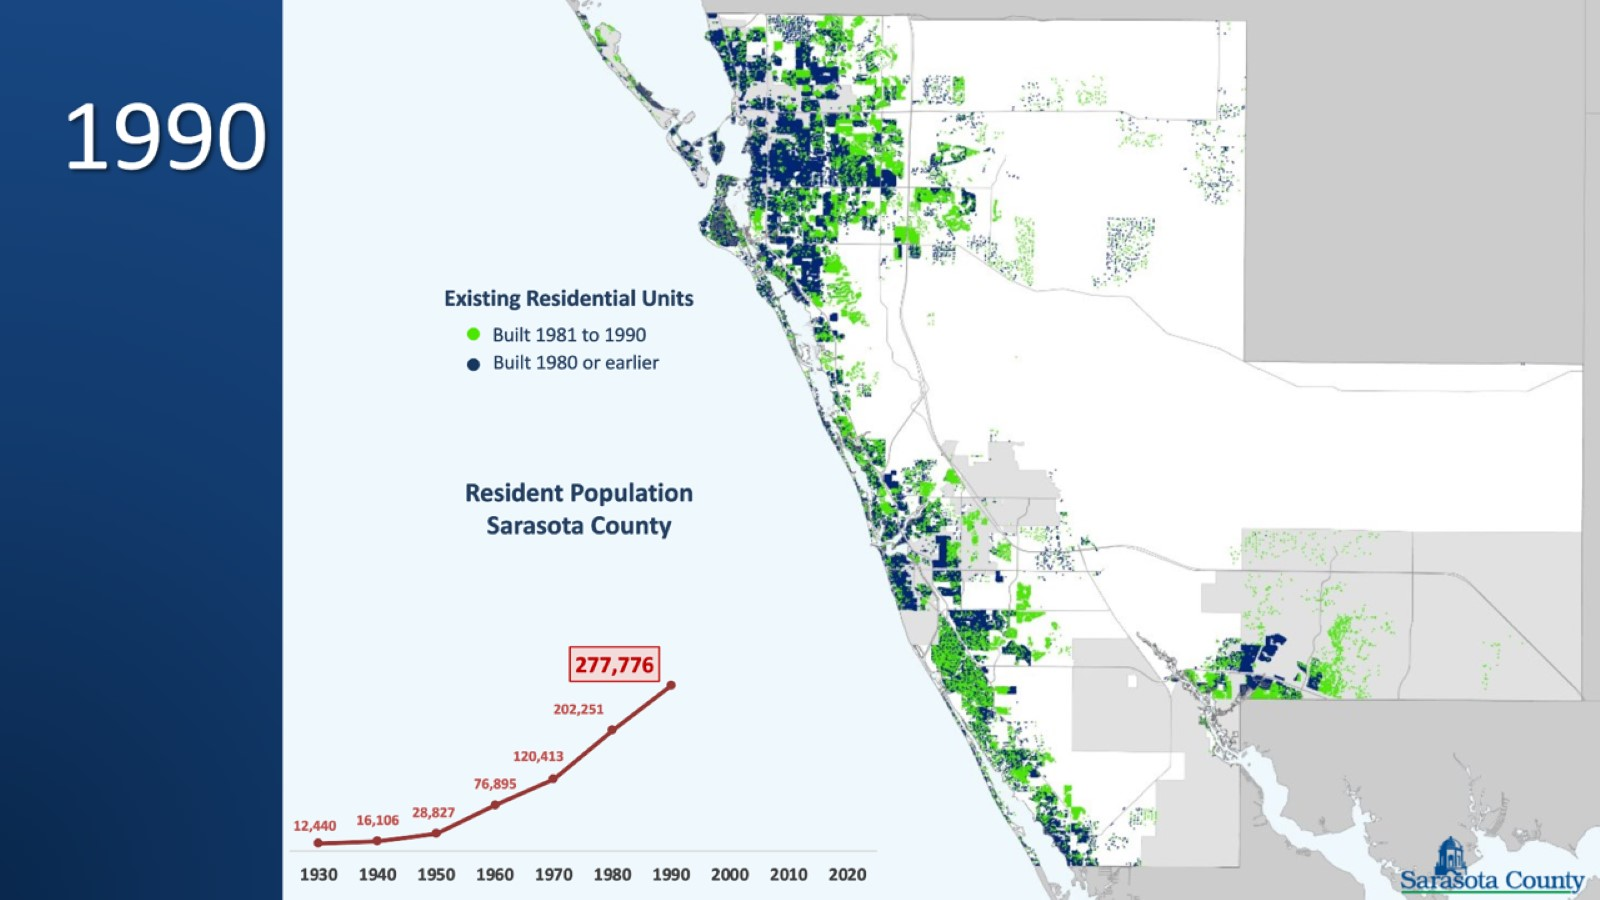 1990
Existing Residential Units
Built 1981 to 1990
Built 1980 or earlier
Resident Population
Sarasota County
277,776
202,251
120,413
76,895
28,827
16,106
12,440
1930 1940 1950 1960 1970 1980 1990 2000 2010 2020
Sarasota County